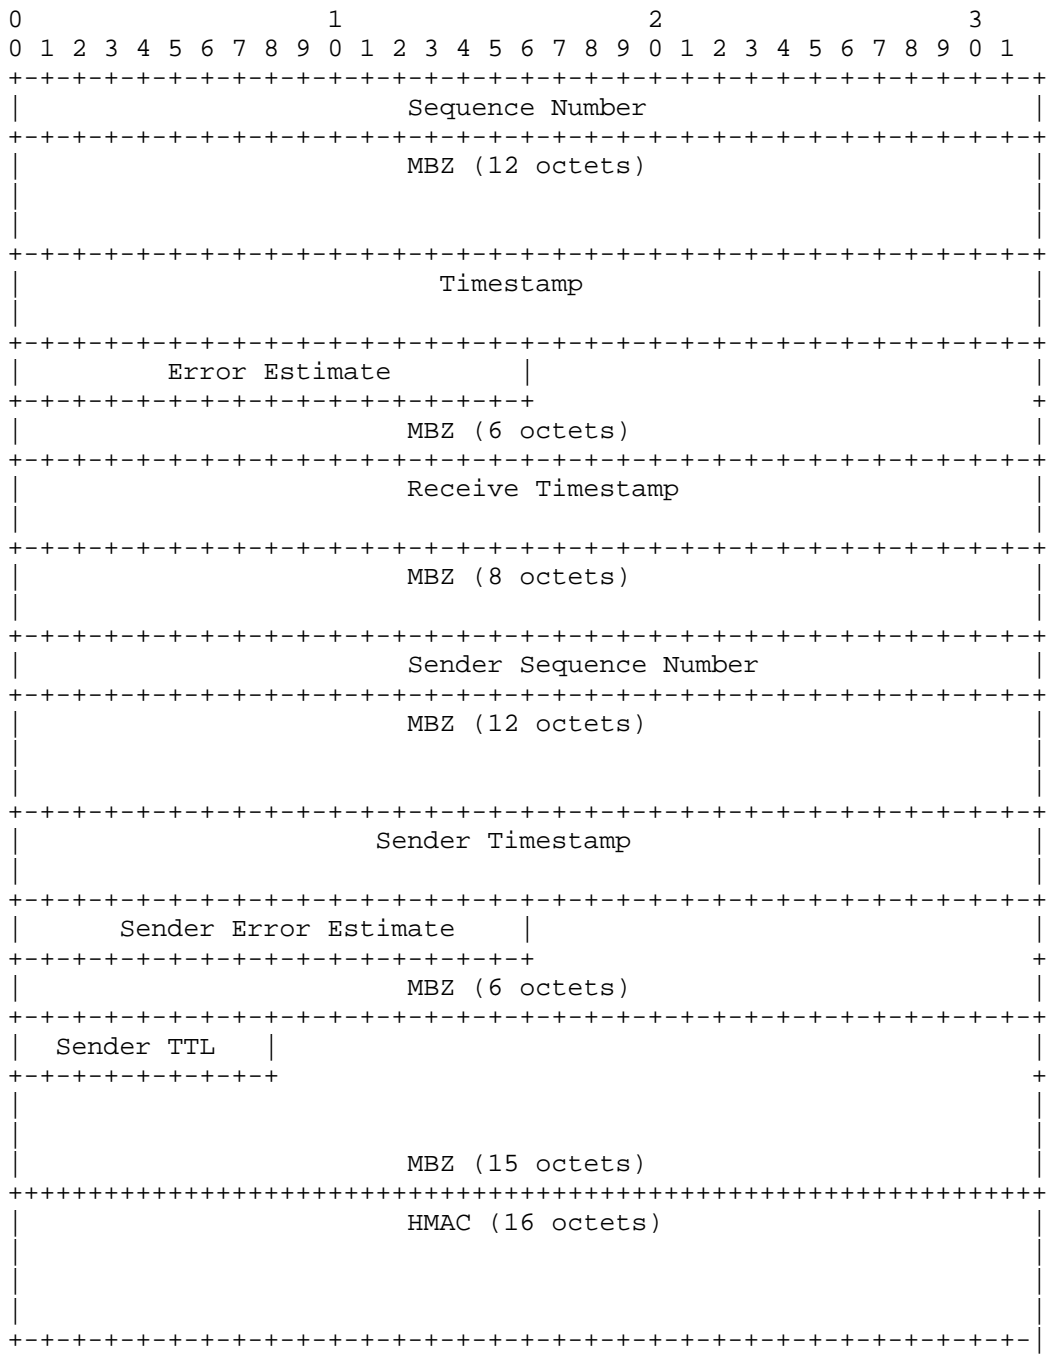 0                   1                   2                   3
0 1 2 3 4 5 6 7 8 9 0 1 2 3 4 5 6 7 8 9 0 1 2 3 4 5 6 7 8 9 0 1
Sequence Number
MBZ (12 octets)
Timestamp
Error Estimate
MBZ (6 octets)
Receive Timestamp
MBZ (8 octets)
Sender Sequence Number
MBZ (12 octets)
Sender Timestamp
Sender Error Estimate
MBZ (6 octets)
Sender TTL
MBZ (15 octets)
HMAC (16 octets)